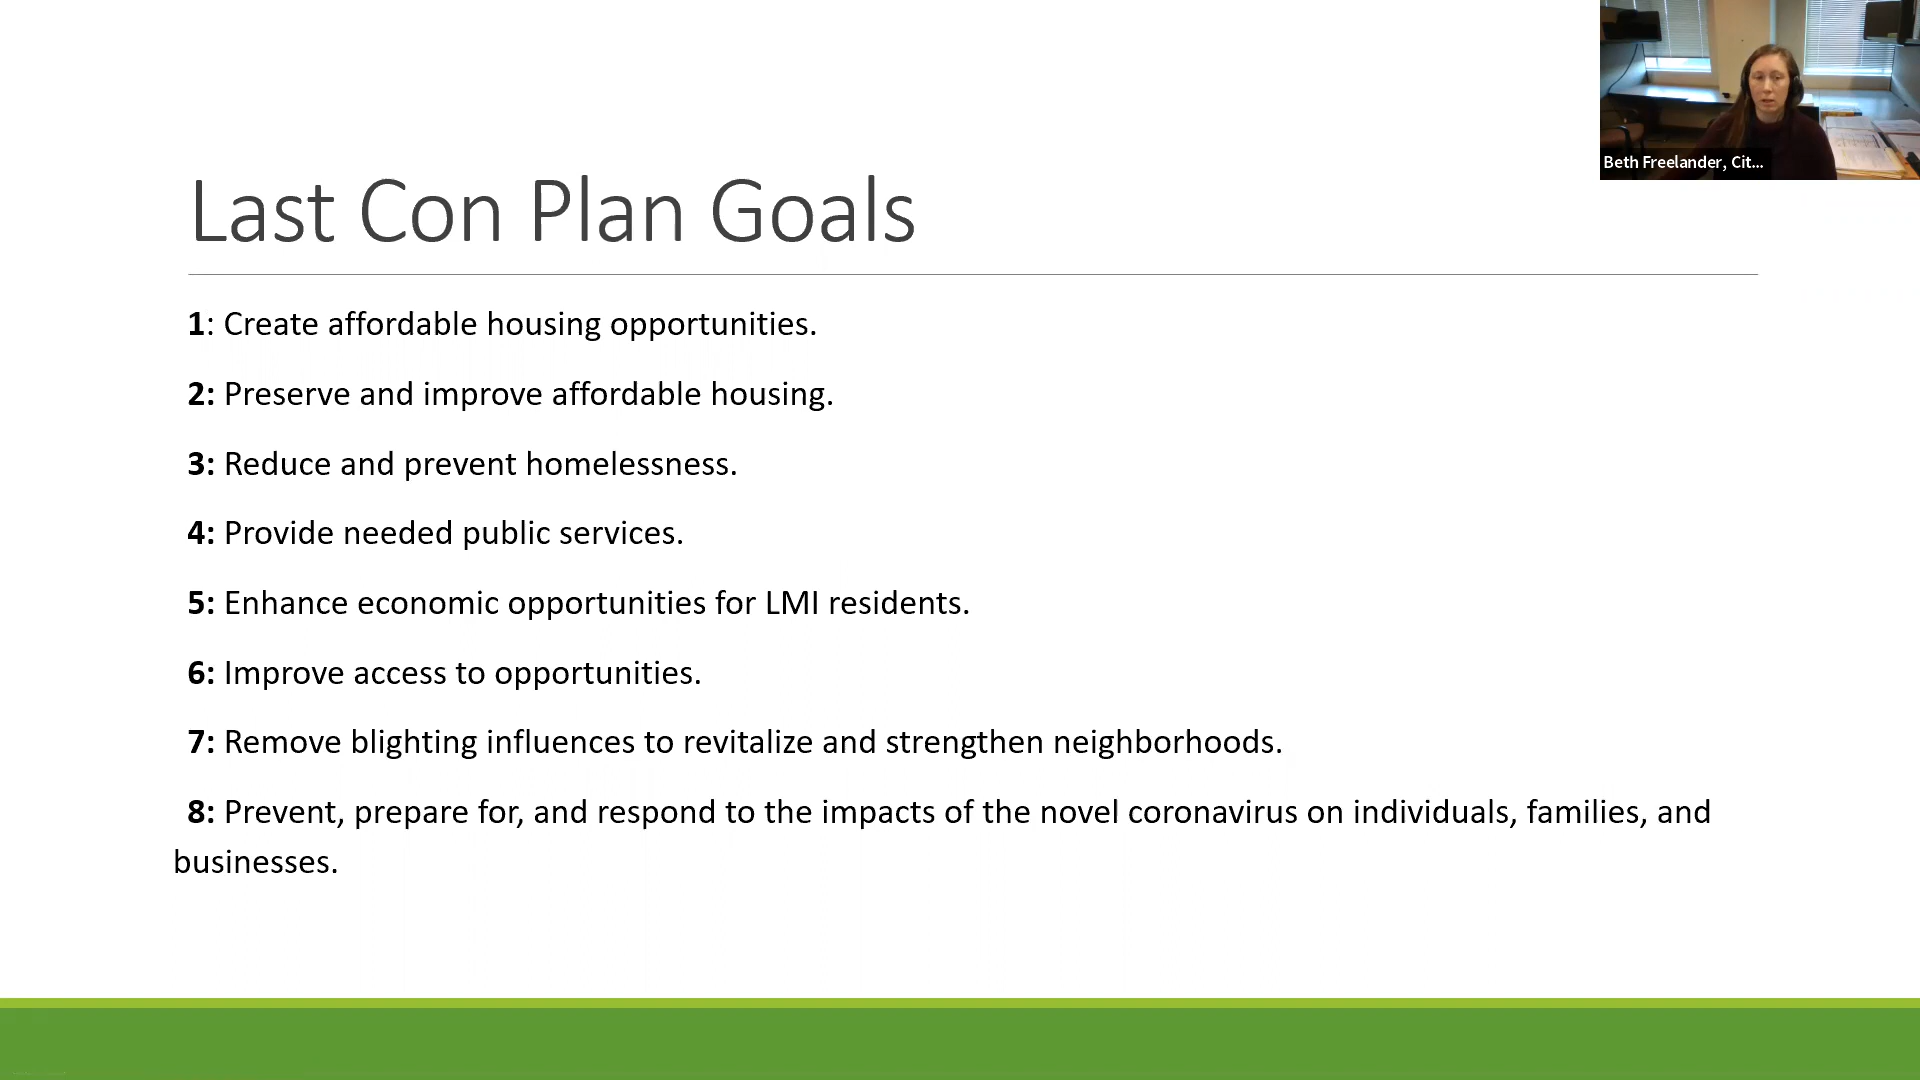 Beth Freelander, Cit...
Last Con Plan Goals
1: Create affordable housing opportunities.
2: Preserve and improve affordable housing.
3: Reduce and prevent homelessness.
4: Provide needed public services.
5: Enhance economic opportunities for LMI residents.
6: Improve access to opportunities.
7: Remove blighting influences to revitalize and strengthen neighborhoods.
8: Prevent, prepare for, and respond to the impacts of the novel coronavirus on individuals, families, and
businesses.